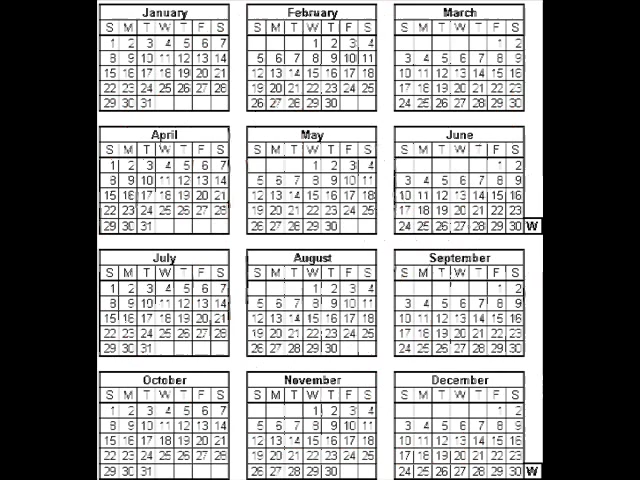 January
S M T W T F S
1 2 3 4 5 6 7
8 9 10 11 12 13 14
15 16 17 18 19 20 21
22 23 24 25 26 27 28
29 30 31
February
S M T W T F S
1 2 3 4
5 6 7 8 9 10 11
12 13 14 15 16 17 18
19 20 21 22 23 24 25
26 27 28 29 30
March
S M T W T F S
1 2
3 4 5 6 7 8 9
10 11 12 13 14 15 16
17 18 19 20 21 22 23
24 25 26 27 28 29 30
April
S M T W T F S
1 2 3 4 5 6 7
8 9 10 11 12 13 14
15 16 17 18 19 20 21
22 23 24 25 26 27 28
29 30 31
May
S M T W T F S
1 2 3 4
5 6 7 8 9 10 11
12 13 14 15 16 17 18
19 20 21 22 23 24 25
26 27 28 29 30
June
S M T W T F S
1 2
3 4 5 6 7 8 9
10 11 12 13 14 15 16
17 18 19 20 21 22 23
24 25 26 27 28 29 30 W
July
S M T W T F S
1 2 3 4 5 6 7
8 9 10 11 12 13 14
15 16 17 18 19 20 21
22 23 24 25 26 27 28
29 30 31
August
S M T W T F S
1 2 3 4
5 6 7 8 9 10 11
12 13 14 15 16 17 18
19 20 21 22 23 24 25
26 27 28 29 30
September
S M T W T F S
1 2
3 4 5 6 7 8 9
10 11 12 13 14 15 16
17 18 19 20 21 22 23
24 25 26 27 28 29 30
October
S M T W T F S
1 2 3 4 5 6 7
8 9 10 11 12 13 14
15 16 17 18 19 20 21
22 23 24 25 26 27 28
29 30 31
November
S M T W T F S
1 2 3 4
5 6 7 8 9 10 11
12 13 14 15 16 17 18
19 20 21 22 23 24 25
26 27 28 29 30
December
S M T W T F S
1 2
3 4 5 6 7 8 9
10 11 12 13 14 15 16
17 18 19 20 21 22 23
24 25 26 27 28 29 30 W